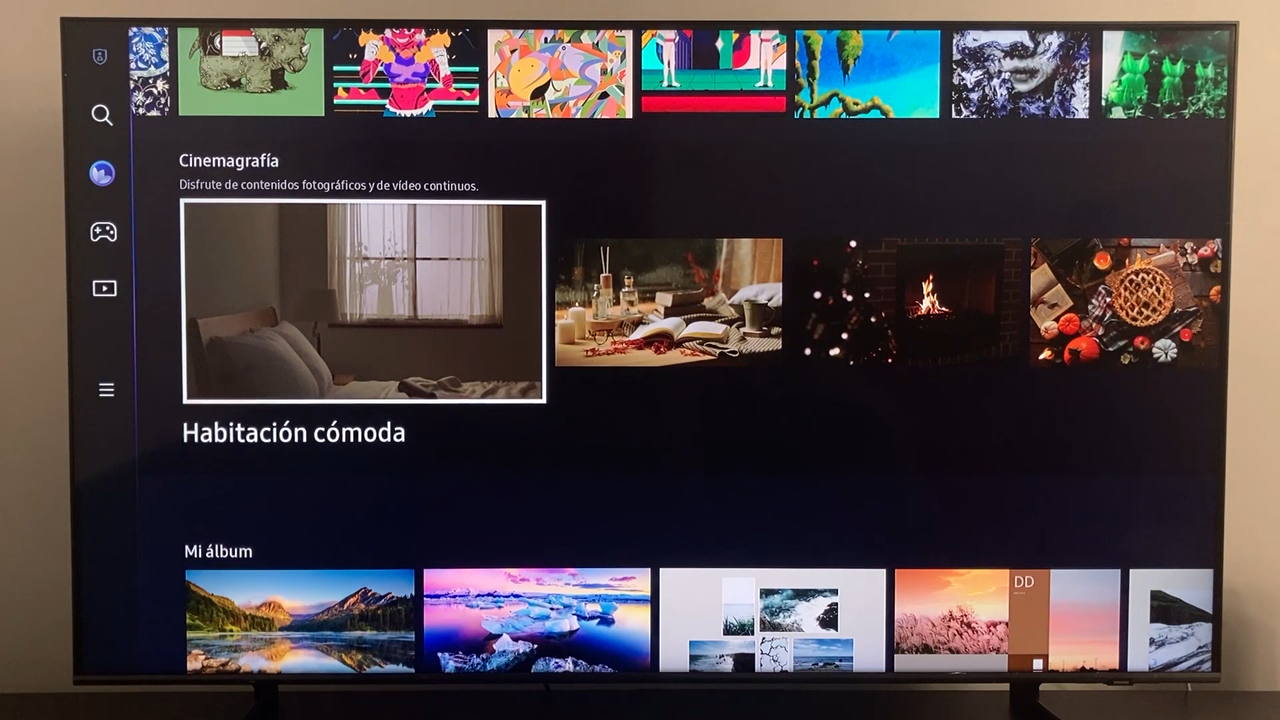 Cinemagrafía
Disfrute de contenidos fotográficos y de vídeo continuos.
Habitación cómoda
Mi álbum
DD